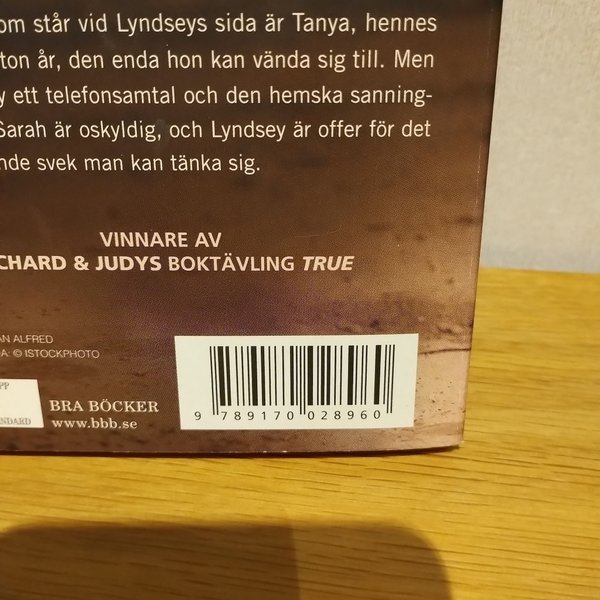 om står vid Lyndseys sida är Tanya, hennes
ton år, den enda hon kan vända sig till. Men
y ett telefonsamtal och den hemska sanning-
Sarah är oskyldig, och Lyndsey är offer för det
nde svek man kan tänka sig.
VINNARE AV
CHARD & JUDYS BOKTÄVLING TRUE
AN ALFRED
A: © ISTOCKPHOTO
PP
NDARD
BRA BÖCKER
www.bbb.se
9 789170 028960